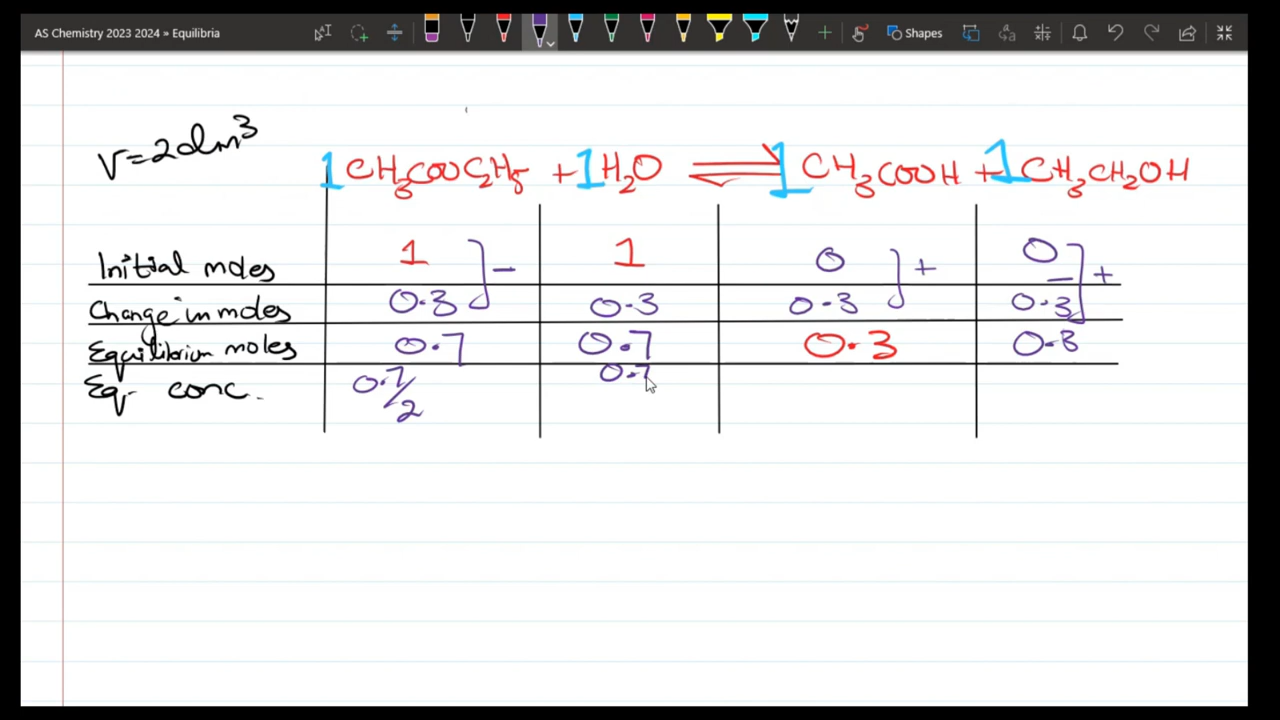 AS Chemistry 2023 2024 » Equilibria
Shapes
V=2dm³
1CH₃COOC₂H₅ + 1H₂O ⇌ 1CH₃COOH + 1CH₃CH₂OH
Initial moles 1 1 0 0
- + +
Change in moles 0.3 0.3 0.3 0.3
Equilibrium moles 0.7 0.7 0.3 0.3
Eq. conc. 0.7/2 0.7